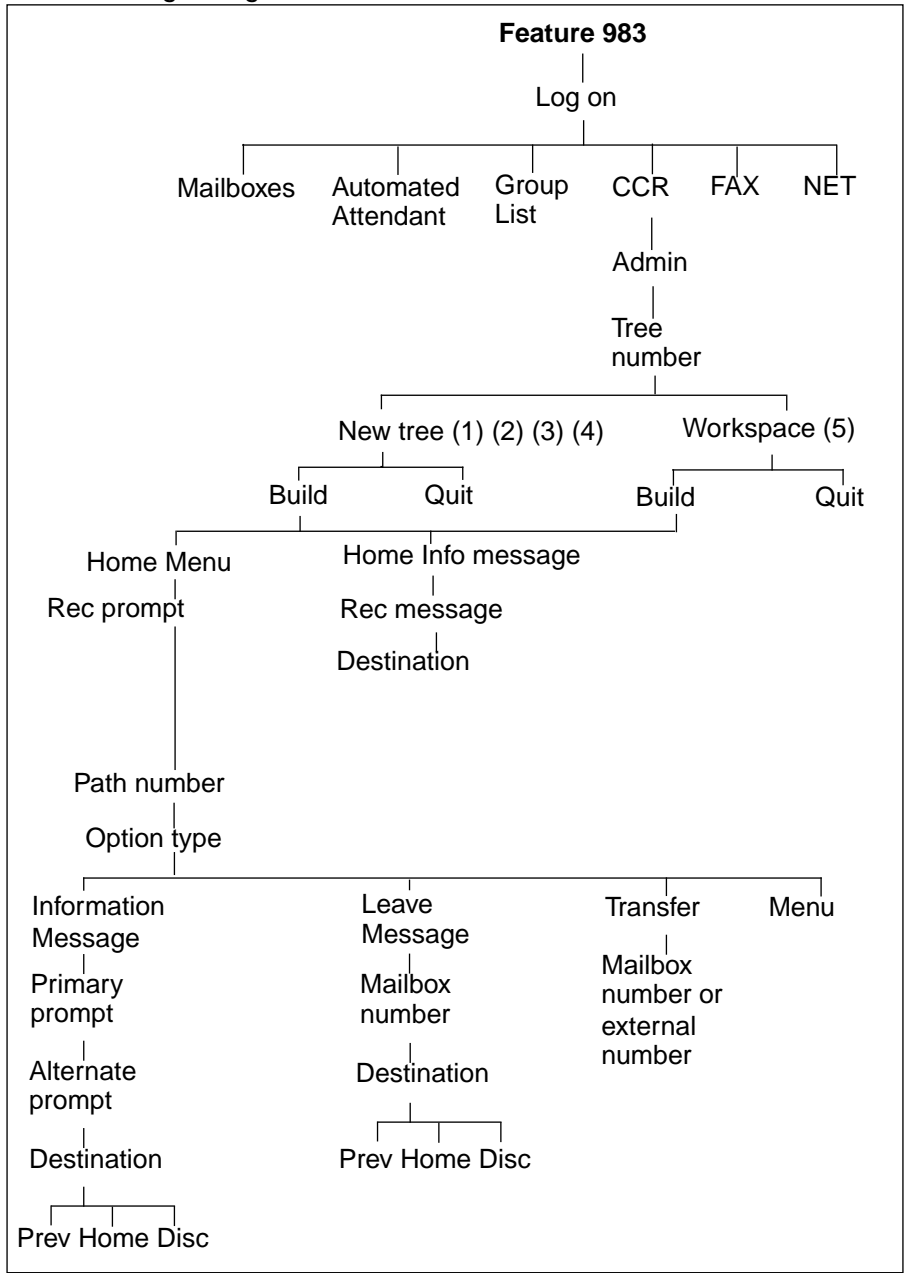 Feature 983
Log on
Mailboxes
Automated
Attendant
Group
List
CCR
FAX
NET
Admin
Tree
number
New tree (1) (2) (3) (4)
Workspace (5)
Build
Quit
Build
Quit
Home Menu
Home Info message
Rec prompt
Rec message
Destination
Path number
Option type
Information
Message
Leave
Message
Transfer
Menu
Primary
prompt
Mailbox
number
Mailbox
number or
external
number
Alternate
prompt
Destination
Destination
Prev Home Disc
Prev Home Disc